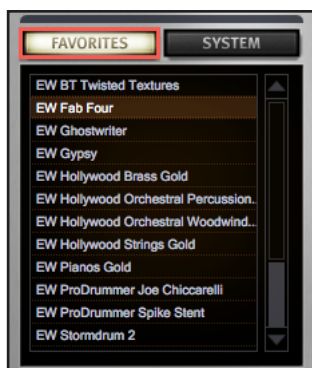 FAVORITES SYSTEM
EW BT Twisted Textures
EW Fab Four
EW Ghostwriter
EW Gypsy
EW Hollywood Brass Gold
EW Hollywood Orchestral Percussion..
EW Hollywood Orchestral Woodwind...
EW Hollywood Strings Gold
EW Pianos Gold
EW ProDrummer Joe Chiccarelli
EW ProDrummer Spike Stent
EW Stormdrum 2